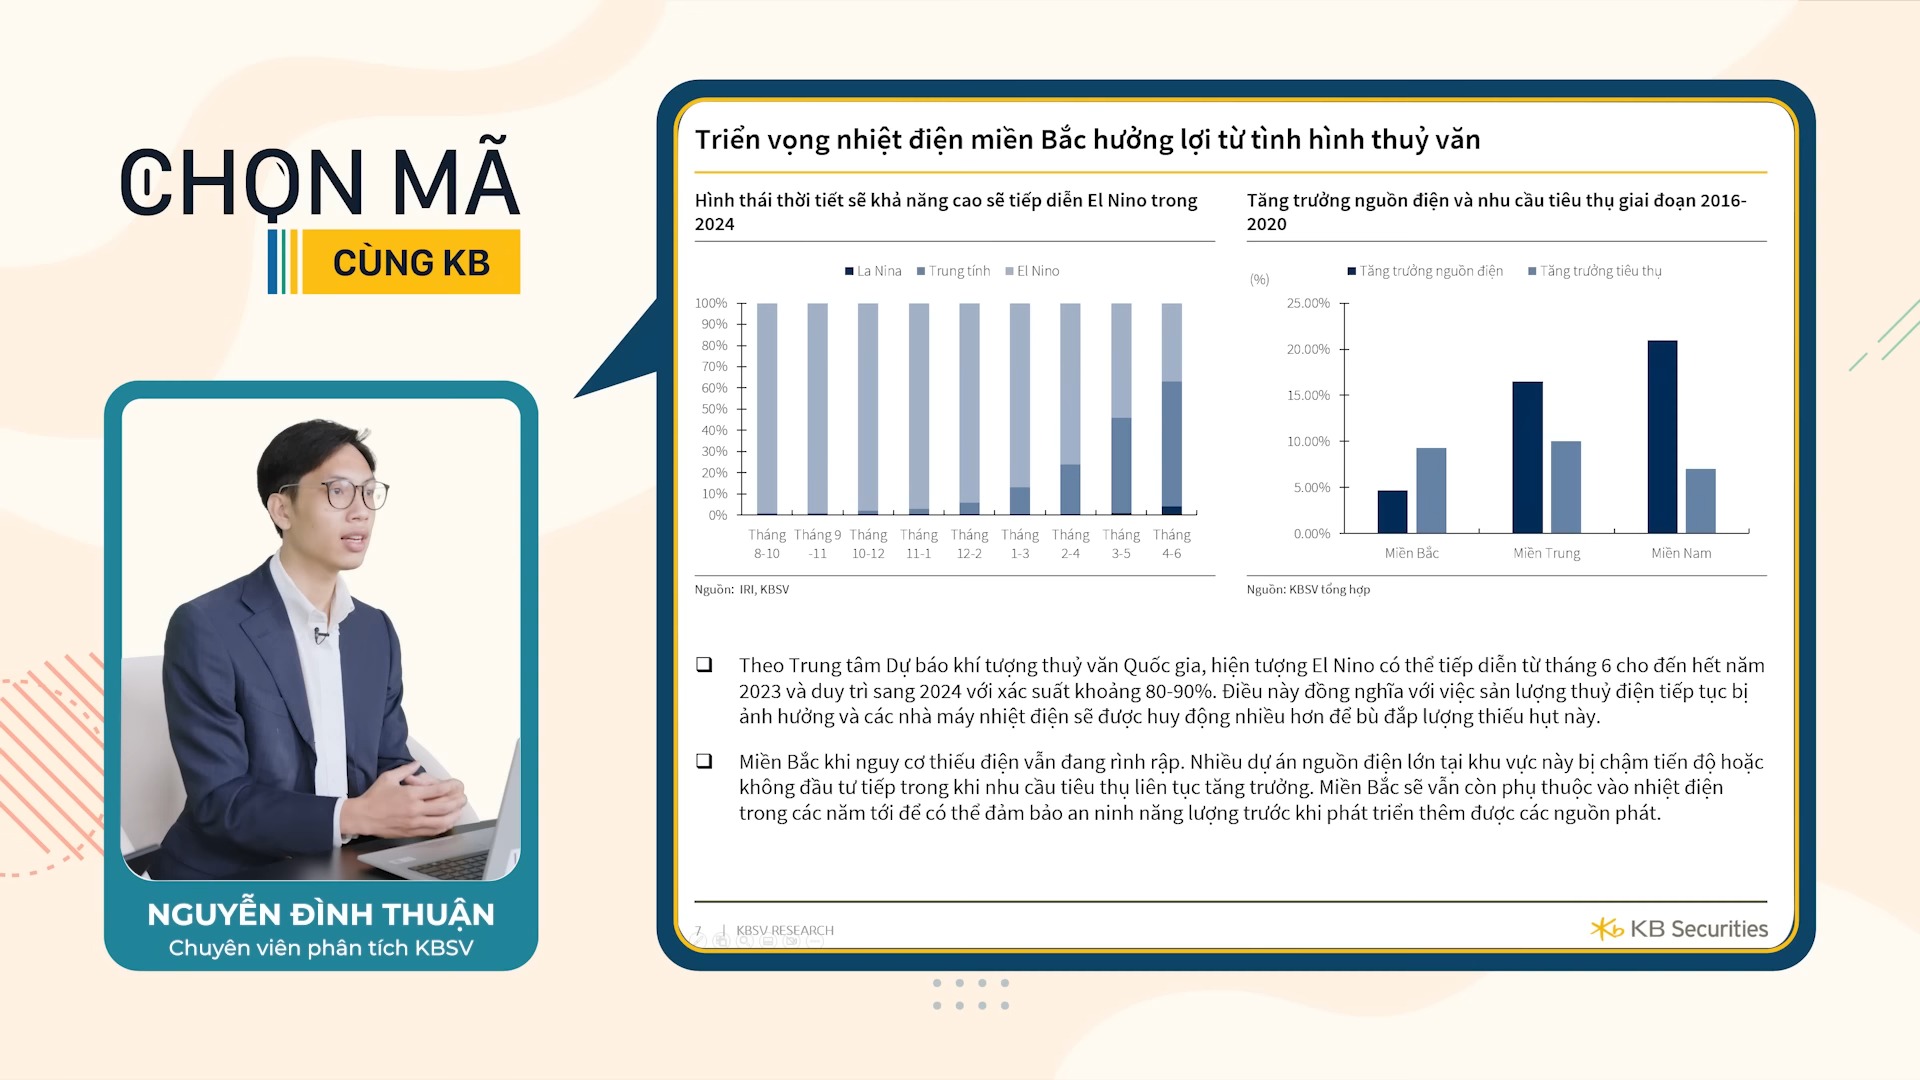 CHỌN MÃ
CÙNG KB
NGUYỄN ĐÌNH THUẬN
Chuyên viên phân tích KBSV
Triển vọng nhiệt điện miền Bắc hưởng lợi từ tình hình thuỷ văn
Hình thái thời tiết sẽ khả năng cao sẽ tiếp diễn El Nino trong
2024
La Nina Trung tính El Nino
100%
90%
80%
70%
60%
50%
40%
30%
20%
10%
0%
Tháng Tháng 9 Tháng Tháng Tháng Tháng Tháng Tháng Tháng
8-10 -11 10-12 11-1 12-2 1-3 2-4 3-5 4-6
Nguồn: IRI, KBSV
Tăng trưởng nguồn điện và nhu cầu tiêu thụ giai đoạn 2016-
2020
(%)
Tăng trưởng nguồn điện Tăng trưởng tiêu thụ
25.00%
20.00%
15.00%
10.00%
5.00%
0.00%
Miền Bắc Miền Trung Miền Nam
Nguồn: KBSV tổng hợp
Theo Trung tâm Dự báo khí tượng thuỷ văn Quốc gia, hiện tượng El Nino có thể tiếp diễn từ tháng 6 cho đến hết năm
2023 và duy trì sang 2024 với xác suất khoảng 80-90%. Điều này đồng nghĩa với việc sản lượng thuỷ điện tiếp tục bị
ảnh hưởng và các nhà máy nhiệt điện sẽ được huy động nhiều hơn để bù đắp lượng thiếu hụt này.
Miền Bắc khi nguy cơ thiếu điện vẫn đang rình rập. Nhiều dự án nguồn điện lớn tại khu vực này bị chậm tiến độ hoặc
không đầu tư tiếp trong khi nhu cầu tiêu thụ liên tục tăng trưởng. Miền Bắc sẽ vẫn còn phụ thuộc vào nhiệt điện
trong các năm tới để có thể đảm bảo an ninh năng lượng trước khi phát triển thêm được các nguồn phát.
7 | KBSV RESEARCH
KB Securities